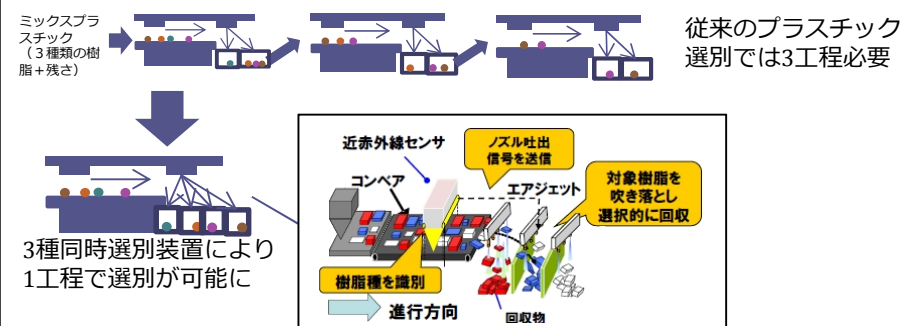 ミックスプラ
スチック
（３種類の樹
脂＋残さ）
従来のプラスチック
選別では3工程必要
3種同時選別装置により
1工程で選別が可能に
近赤外線センサ
ノズル吐出
信号を送信
コンベア
エアジェット
対象樹脂を
吹き落とし
選択的に回収
樹脂種を識別
進行方向
回収物